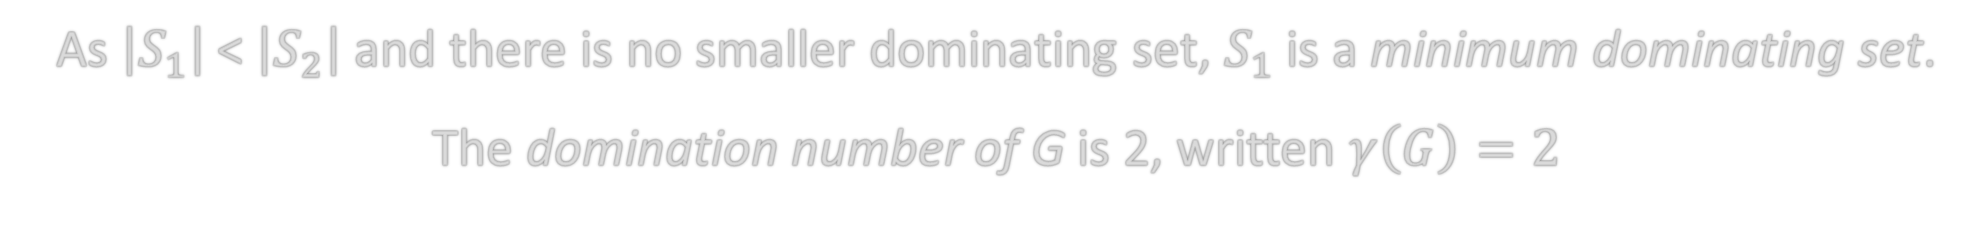 As |S₁| < |S₂| and there is no smaller dominating set, S₁ is a minimum dominating set.
The domination number of G is 2, written γ(G) = 2